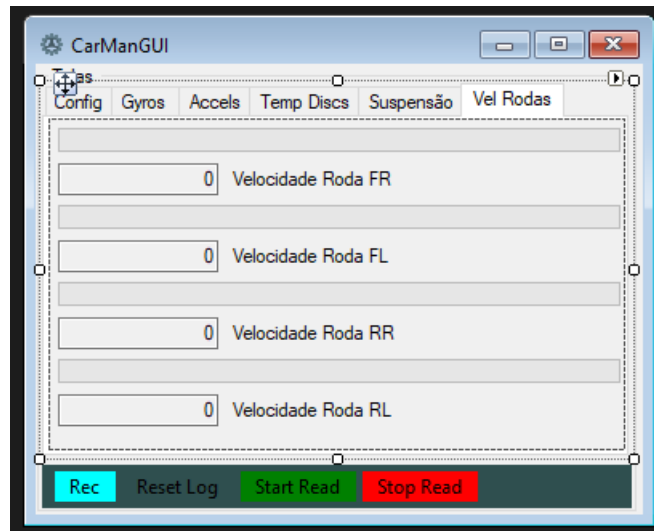 CarManGUI
Telas
Config Gyros Accels Temp Discs Suspensão Vel Rodas
0 Velocidade Roda FR
0 Velocidade Roda FL
0 Velocidade Roda RR
0 Velocidade Roda RL
Rec Reset Log Start Read Stop Read